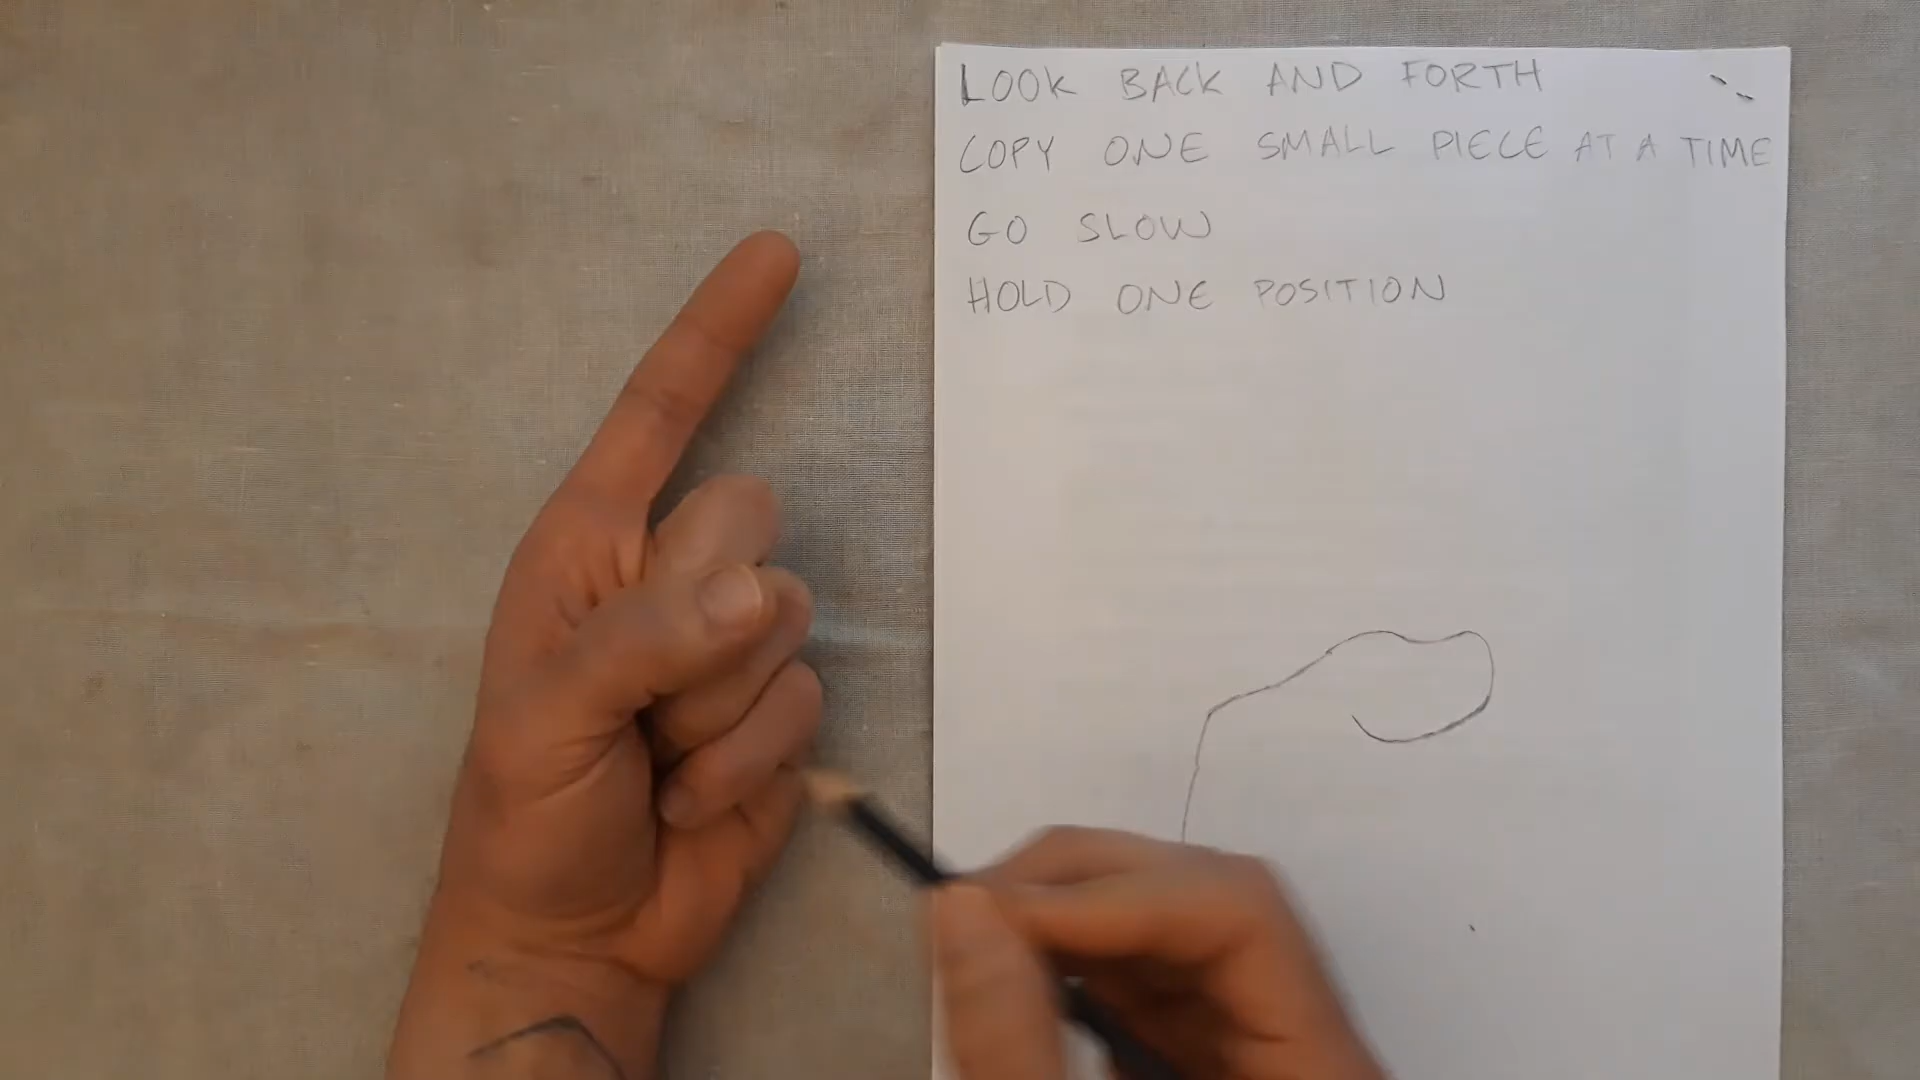 LOOK BACK AND FORTH
COPY ONE SMALL PIECE AT A TIME
GO SLOW
HOLD ONE POSITION